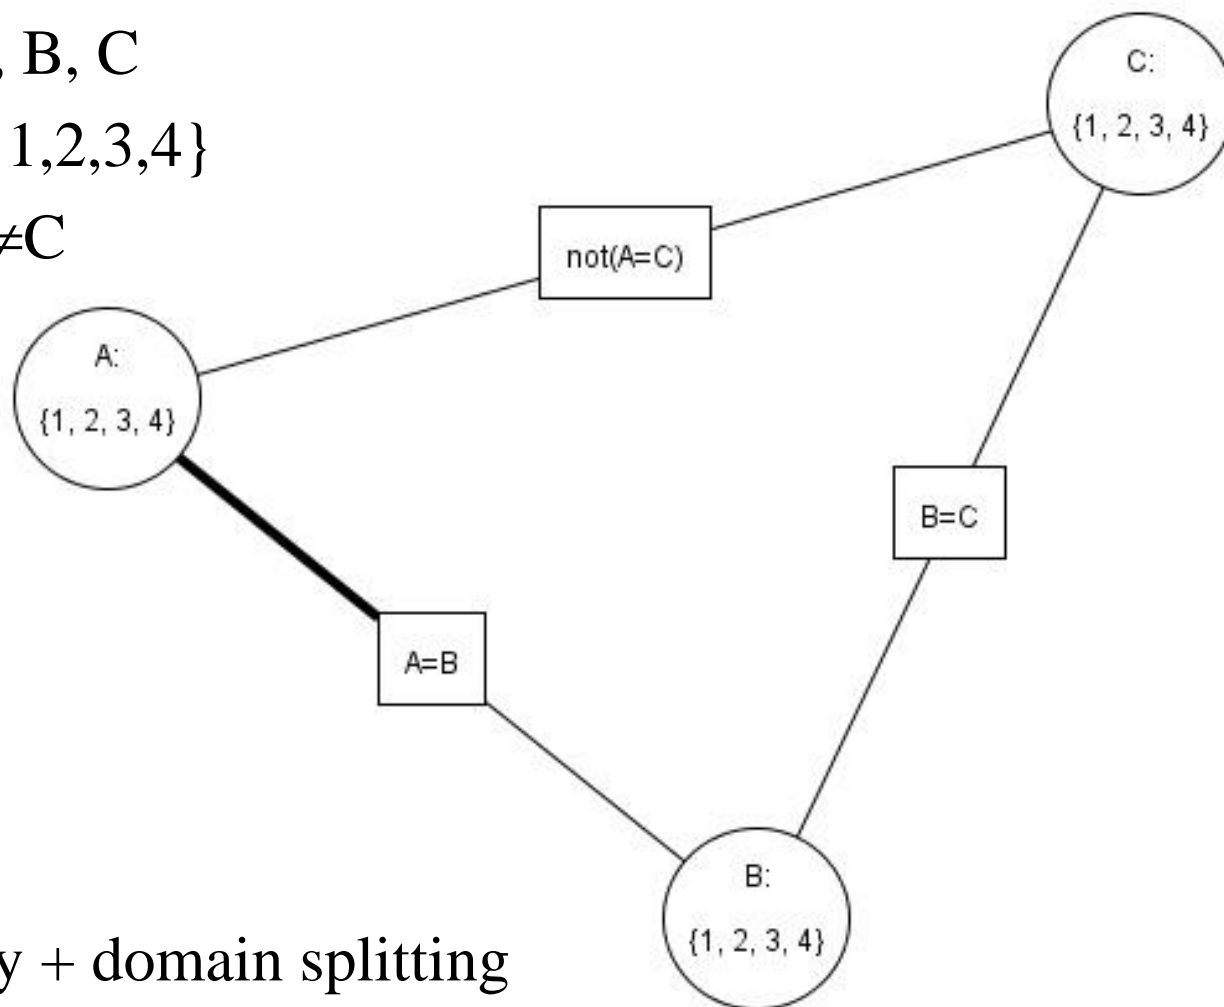 , B, C
1,2,3,4}
≠C
C:
{1, 2, 3, 4}
not(A=C)
A:
{1, 2, 3, 4}
B=C
A=B
B:
{1, 2, 3, 4}
y + domain splitting